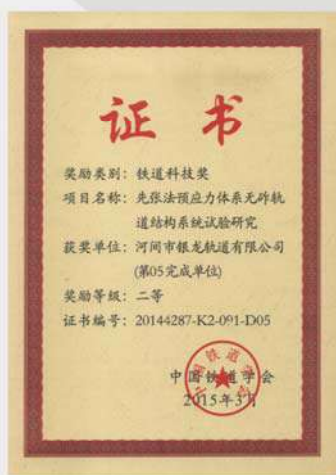 证书
奖励类别：铁道科技奖
项目名称：先张法预应力体系无砟轨
道结构系统试验研究
获奖单位：河间市银龙轨道有限公司
(第05完成单位)
奖励等级：二等
证书编号：20144287-K2-091-D05
中国铁道学会
2015年3月